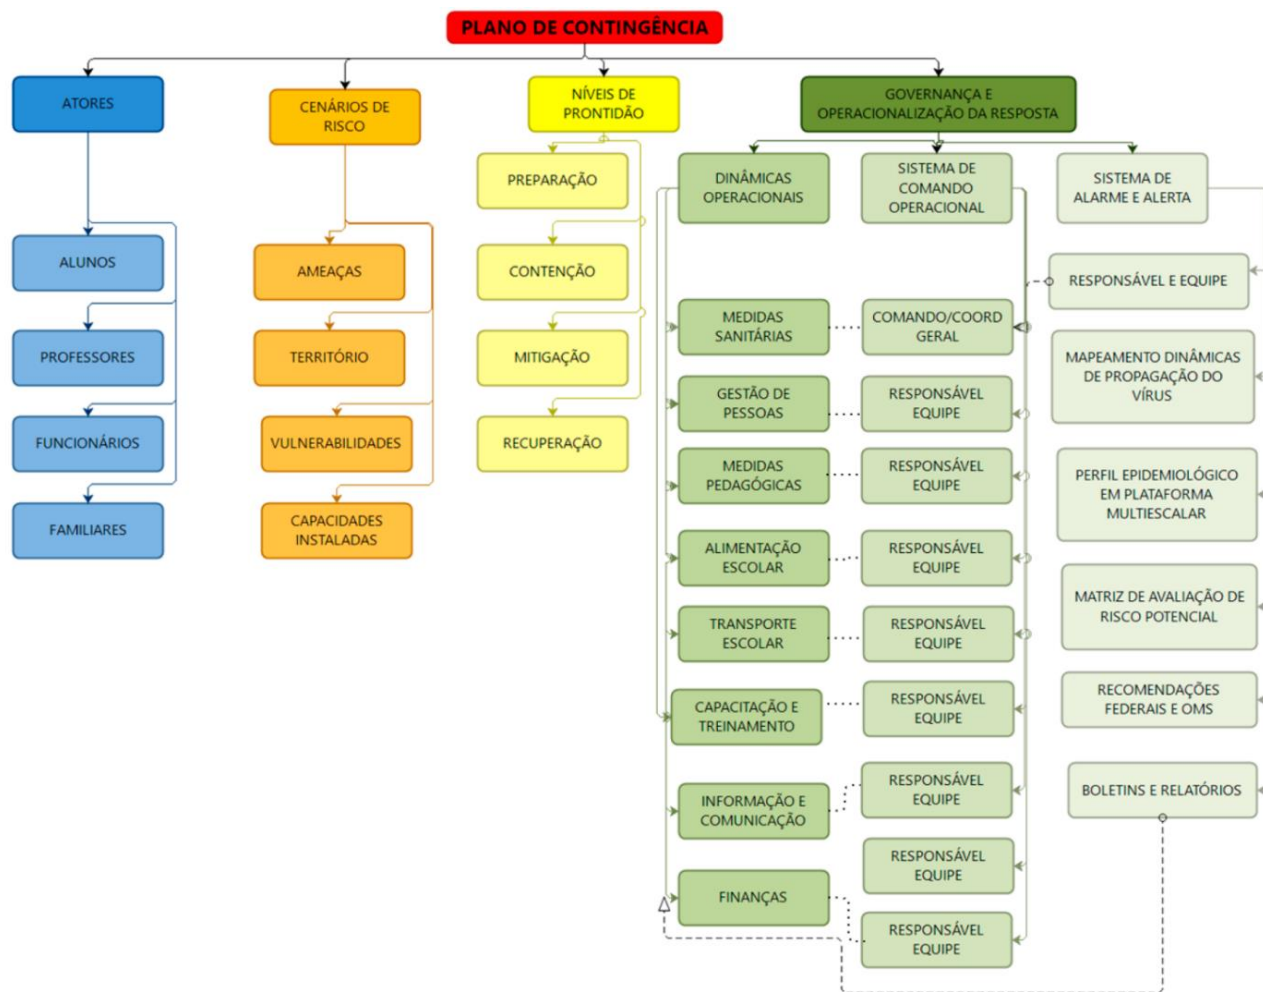 PLANO DE CONTINGÊNCIA
ATORES
ALUNOS
PROFESSORES
FUNCIONÁRIOS
FAMILIARES
CENÁRIOS DE
RISCO
AMEAÇAS
TERRITÓRIO
VULNERABILIDADES
CAPACIDADES
INSTALADAS
NÍVEIS DE
PRONTIDÃO
PREPARAÇÃO
CONTENÇÃO
MITIGAÇÃO
RECUPERAÇÃO
GOVERNANÇA E
OPERACIONALIZAÇÃO DA RESPOSTA
DINÂMICAS
OPERACIONAIS
MEDIDAS
SANITÁRIAS
GESTÃO DE
PESSOAS
MEDIDAS
PEDAGÓGICAS
ALIMENTAÇÃO
ESCOLAR
TRANSPORTE
ESCOLAR
CAPACITAÇÃO E
TREINAMENTO
INFORMAÇÃO E
COMUNICAÇÃO
FINANÇAS
SISTEMA DE
COMANDO
OPERACIONAL
COMANDO/COORD
GERAL
RESPONSÁVEL
EQUIPE
RESPONSÁVEL
EQUIPE
RESPONSÁVEL
EQUIPE
RESPONSÁVEL
EQUIPE
RESPONSÁVEL
EQUIPE
RESPONSÁVEL
EQUIPE
RESPONSÁVEL
EQUIPE
RESPONSÁVEL
EQUIPE
SISTEMA DE
ALARME E ALERTA
RESPONSÁVEL E EQUIPE
MAPEAMENTO DINÂMICAS
DE PROPAGAÇÃO DO
VÍRUS
PERFIL EPIDEMIOLÓGICO
EM PLATAFORMA
MULTIESCALAR
MATRIZ DE AVALIAÇÃO DE
RISCO POTENCIAL
RECOMENDAÇÕES
FEDERAIS E OMS
BOLETINS E RELATÓRIOS